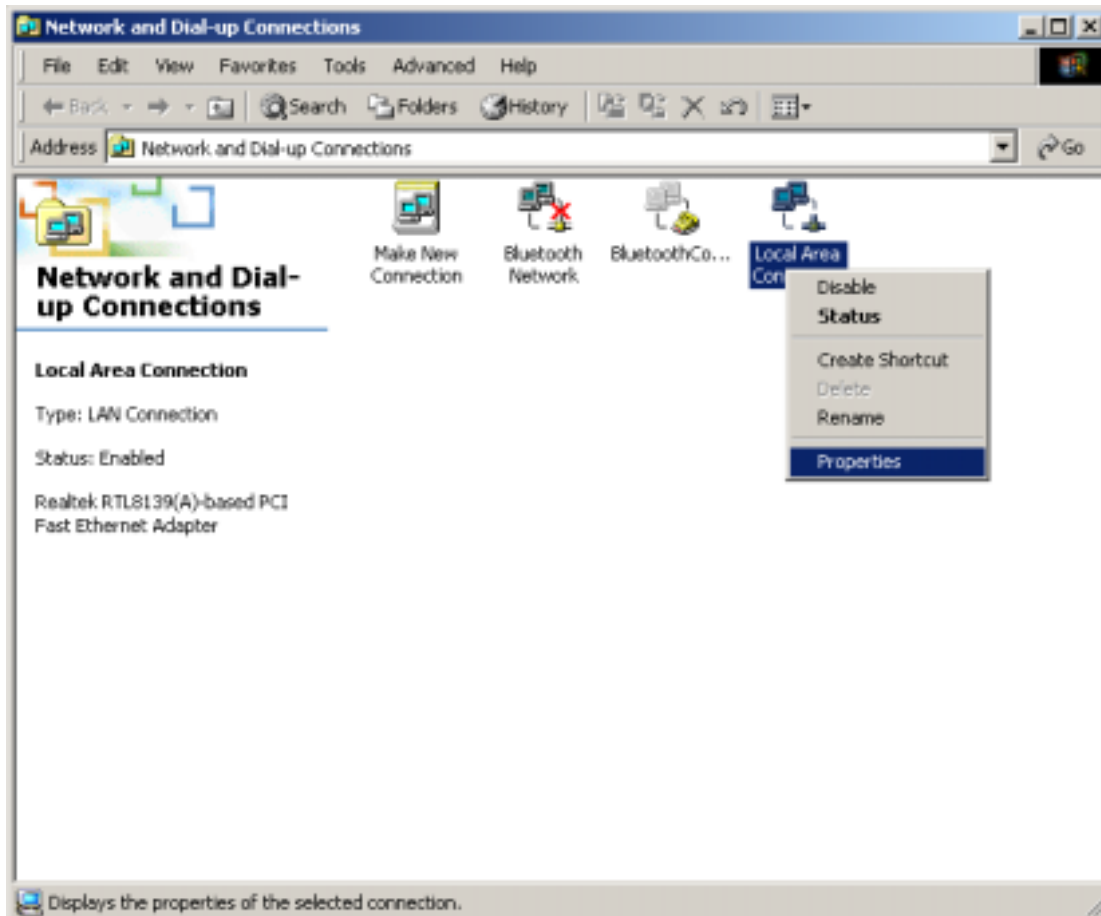 Network and Dial-up Connections
File Edit View Favorites Tools Advanced Help
Back Search Folders History
Address Network and Dial-up Connections Go
Make New Connection
Bluetooth Network
BluetoothCo...
Local Area
Con
Network and Dial-
up Connections
Local Area Connection
Type: LAN Connection
Status: Enabled
Realtek RTL8139(A)-based PCI
Fast Ethernet Adapter
Disable
Status
Create Shortcut
Delete
Rename
Properties
Displays the properties of the selected connection.